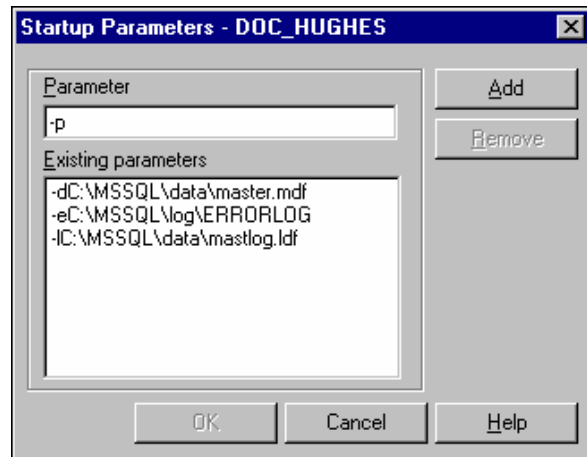 Startup Parameters - DOC_HUGHES
Parameter
-p
Add
Remove
Existing parameters
-dC:\MSSQL\data\master.mdf
-eC:\MSSQL\log\ERRORLOG
-lC:\MSSQL\data\mastlog.ldf
OK
Cancel
Help